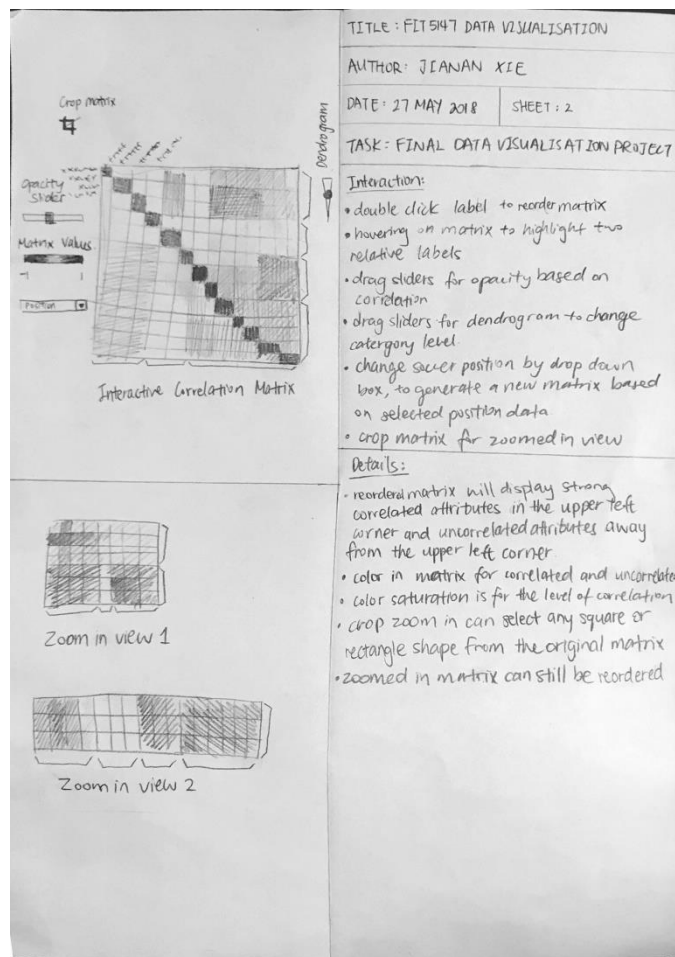 TITLE : FIT5147 DATA VISUALISATION
AUTHOR: JIANAN XIE
DATE: 27 MAY 2018
SHEET: 2
TASK: FINAL DATA VISUALISATION PROJECT
Crop matrix
Dendrogram
Opacity
Slider
Matrix Values
-1 1
Position
Interactive Correlation Matrix
Interaction:
• double click label to reorder matrix
• hovering on matrix to highlight two
relative labels
• drag sliders for opacity based on
correlation
• drag sliders for dendrogram to change
catergory level.
• change soccer position by drop down
box, to generate a new matrix based
on selected position data
• crop matrix for zoomed in view
Details:
• reordered matrix will display strong
correlated attributes in the upper left
corner and uncorrelated attributes away
from the upper left corner.
• color in matrix for correlated and uncorrelate
• color saturation is for the level of correlation
• crop zoom in can select any square or
rectangle shape from the original matrix
• zoomed in matrix can still be reordered
Zoom in view 1
Zoom in view 2